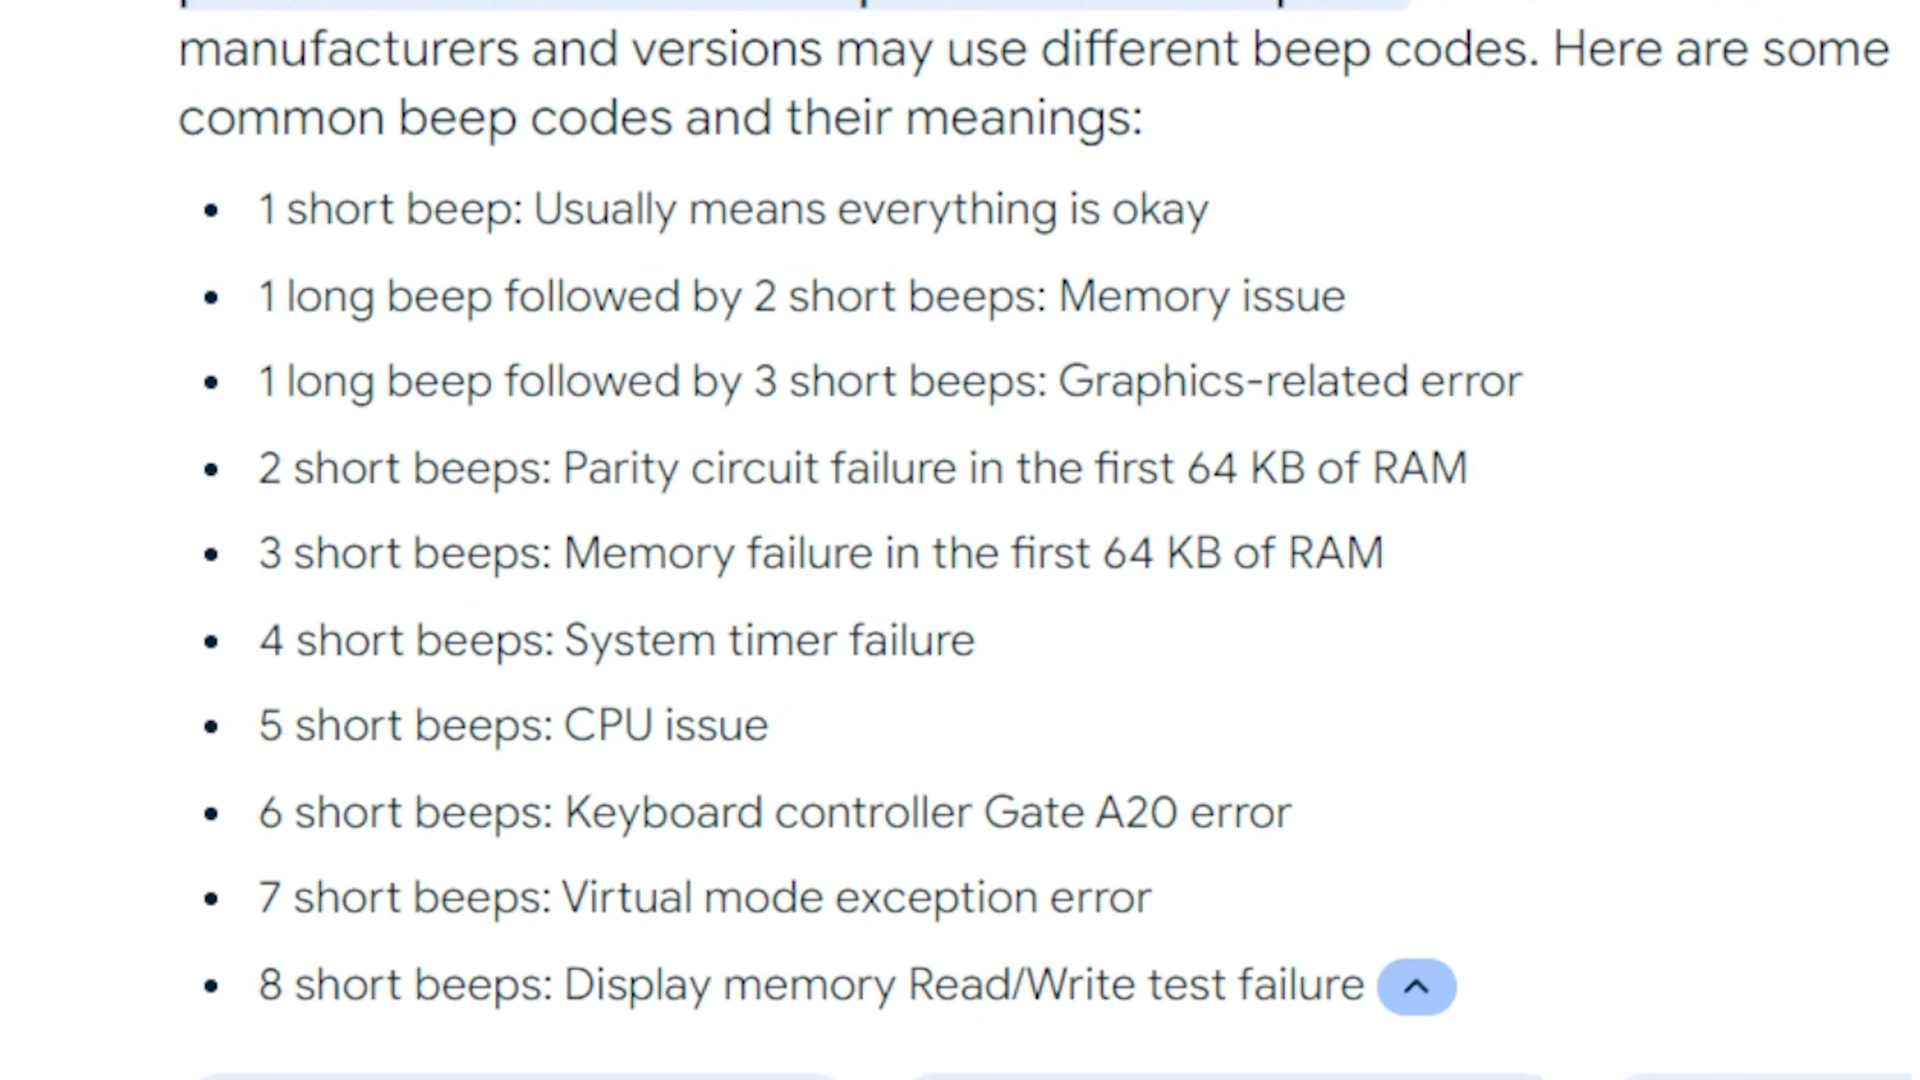 manufacturers and versions may use different beep codes. Here are some
common beep codes and their meanings:
• 1 short beep: Usually means everything is okay
• 1 long beep followed by 2 short beeps: Memory issue
• 1 long beep followed by 3 short beeps: Graphics-related error
• 2 short beeps: Parity circuit failure in the first 64 KB of RAM
• 3 short beeps: Memory failure in the first 64 KB of RAM
• 4 short beeps: System timer failure
• 5 short beeps: CPU issue
• 6 short beeps: Keyboard controller Gate A20 error
• 7 short beeps: Virtual mode exception error
• 8 short beeps: Display memory Read/Write test failure